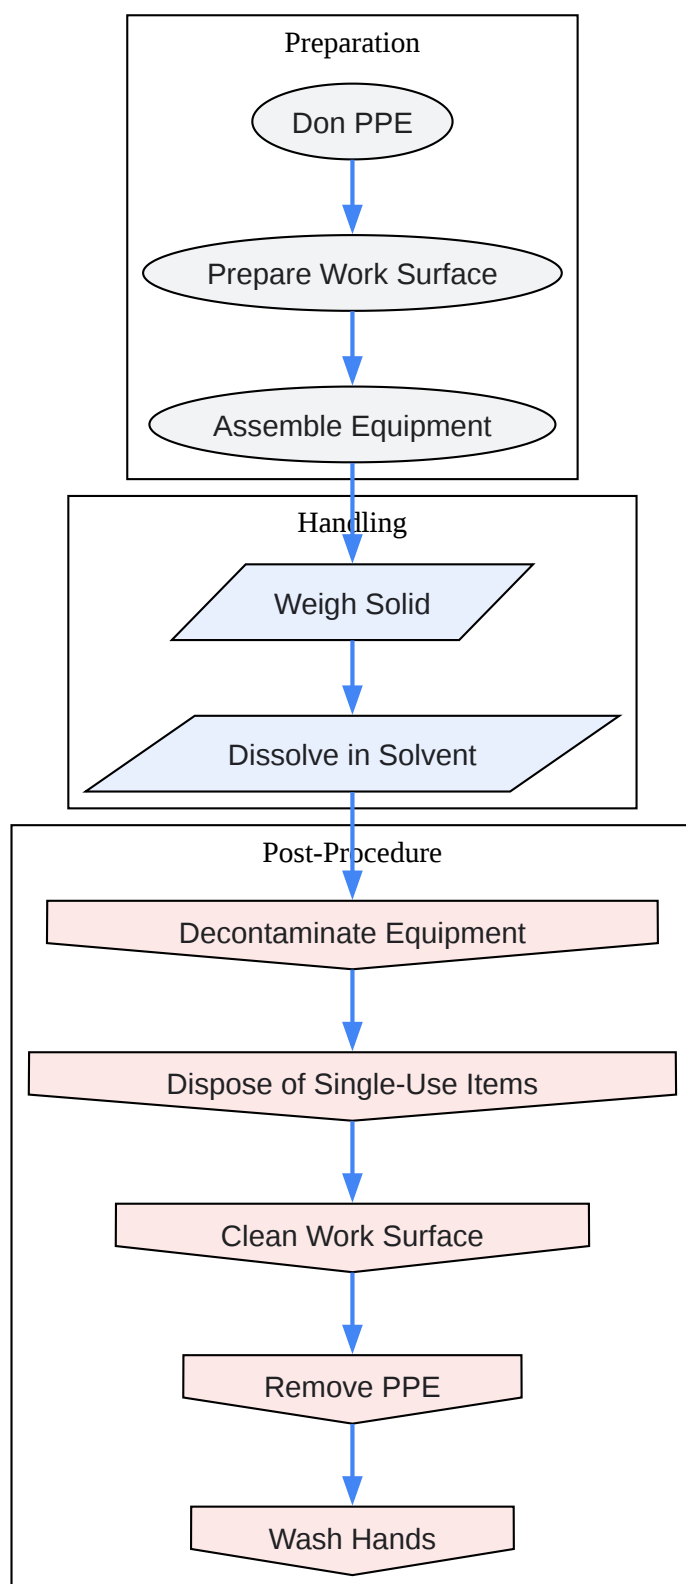 Preparation
Don PPE
Prepare Work Surface
Assemble Equipment
Handling
Weigh Solid
Dissolve in Solvent
Post-Procedure
Decontaminate Equipment
Dispose of Single-Use Items
Clean Work Surface
Remove PPE
Wash Hands